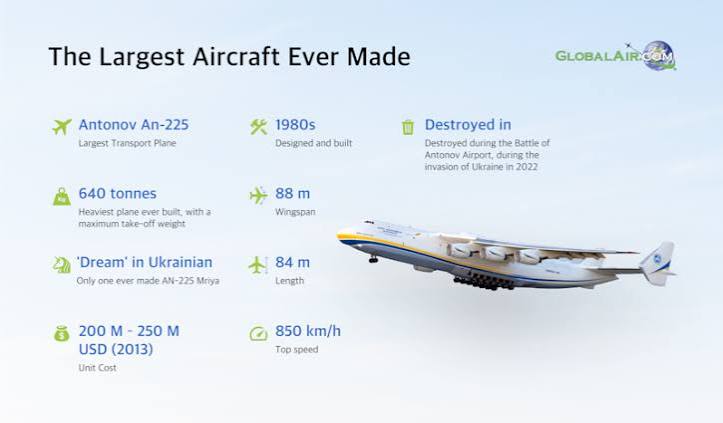 The Largest Aircraft Ever Made
GLOBALAIR.COM
Antonov An-225
Largest Transport Plane
1980s
Designed and built
Destroyed in
Destroyed during the Battle of
Antonov Airport, during the
invasion of Ukraine in 2022
Kg
640 tonnes
Heaviest plane ever built, with a
maximum take-off weight
88 m
Wingspan
'Dream' in Ukrainian
Only one ever made AN-225 Mriya
84 m
Length
$
200 M - 250 M
USD (2013)
Unit Cost
850 km/h
Top speed